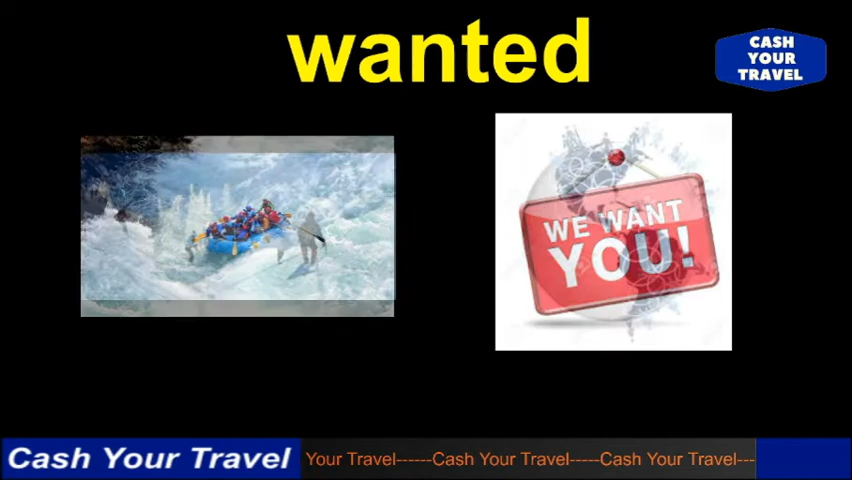 wanted
CASH
YOUR
TRAVEL
WE WANT
YOU!
Cash Your Travel
Your Travel------Cash Your Travel-----Cash Your Travel---